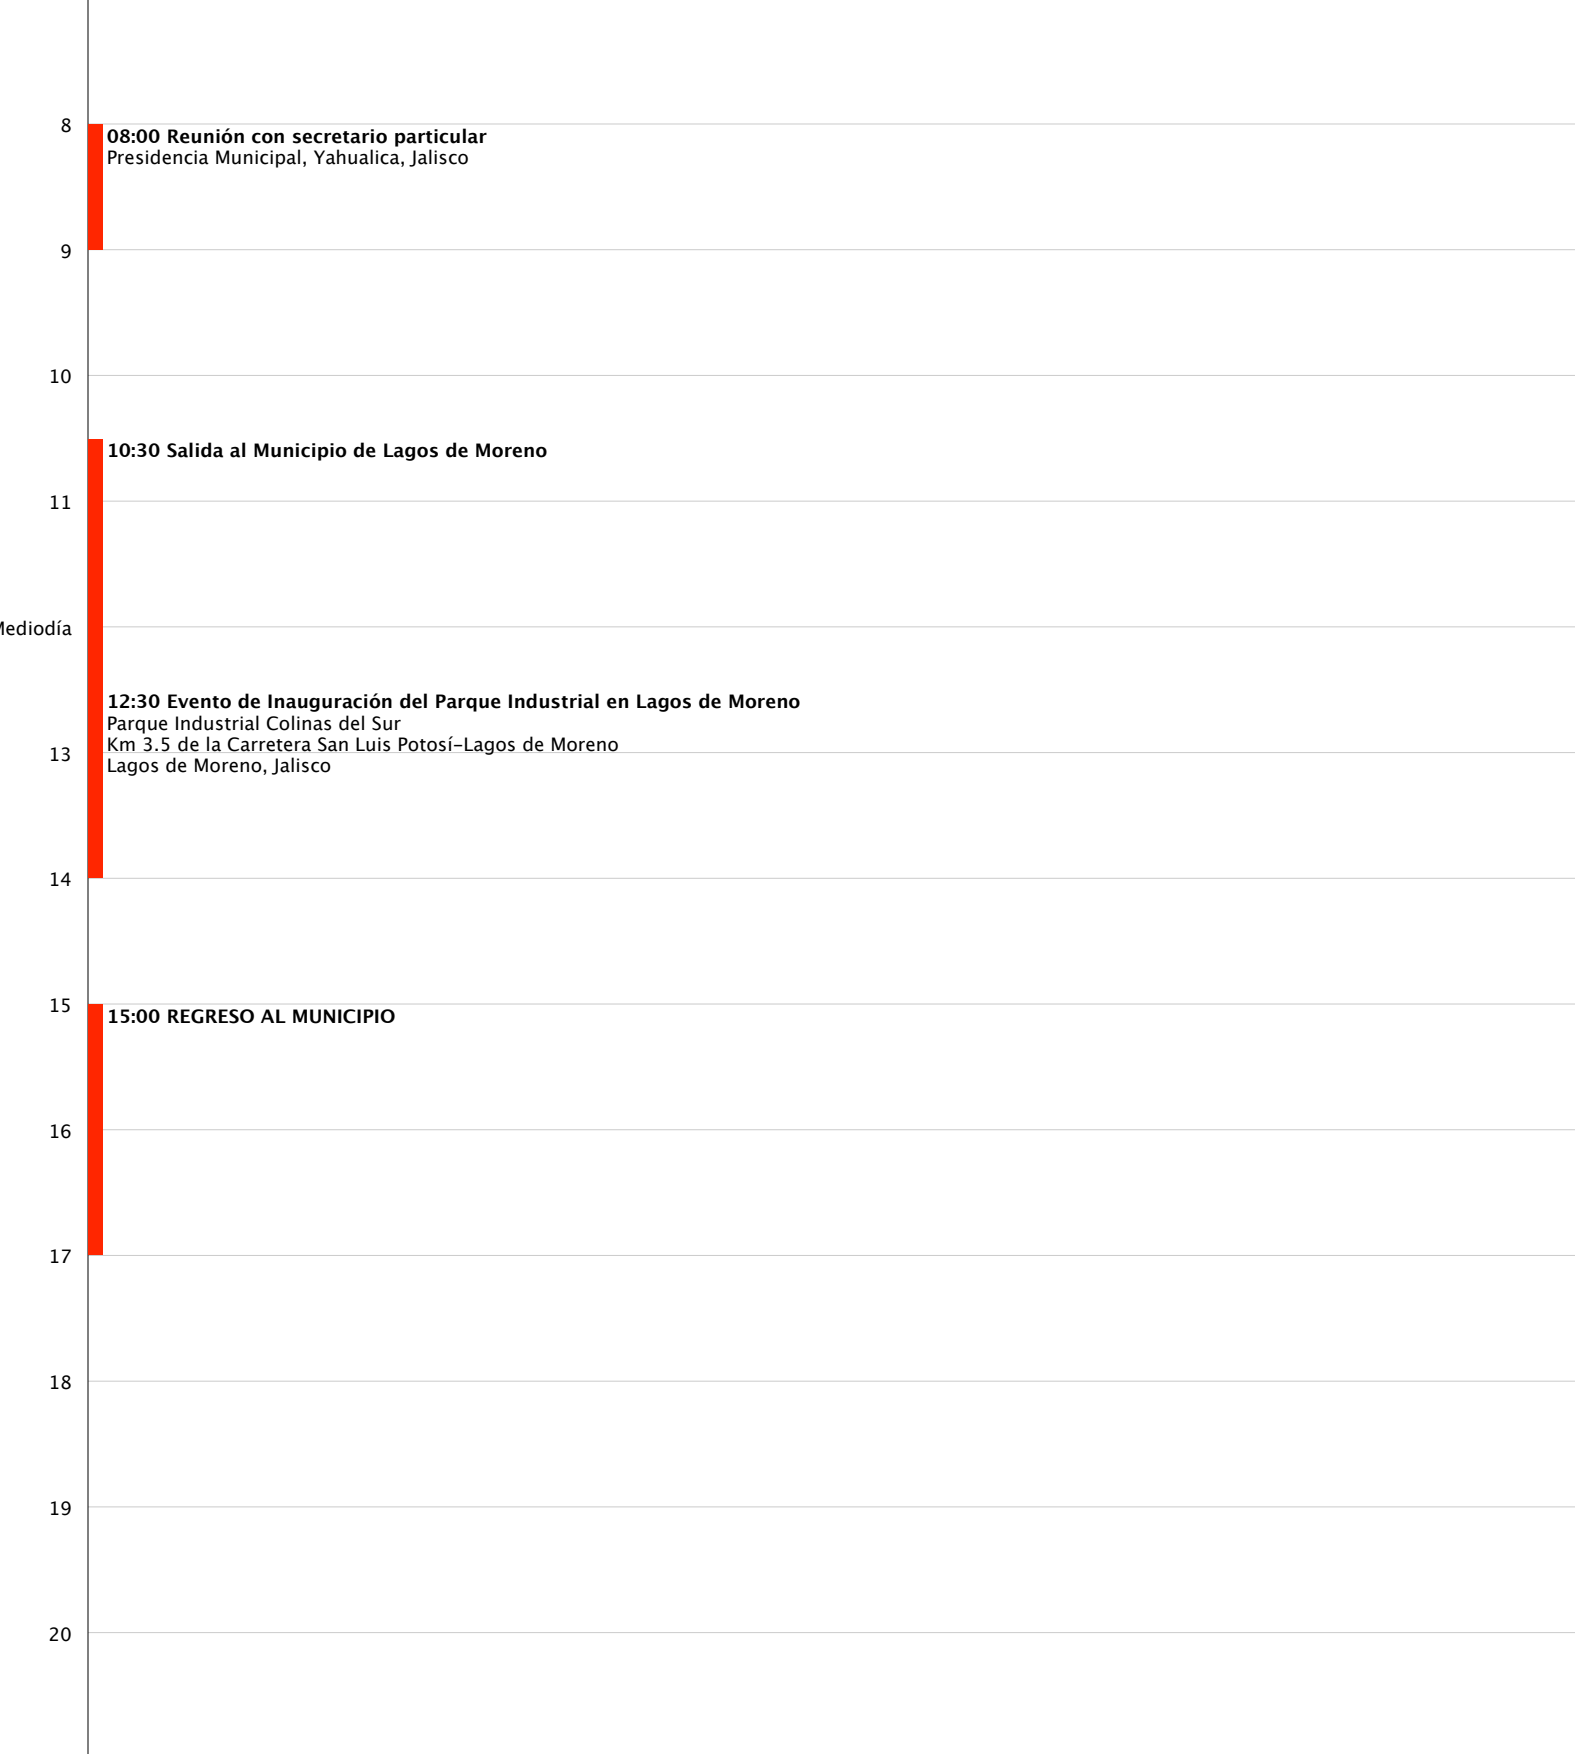 8
08:00 Reunión con secretario particular
Presidencia Municipal, Yahualica, Jalisco
9
10
10:30 Salida al Municipio de Lagos de Moreno
11
Mediodía
12:30 Evento de Inauguración del Parque Industrial en Lagos de Moreno
Parque Industrial Colinas del Sur
Km 3.5 de la Carretera San Luis Potosí-Lagos de Moreno
13
Lagos de Moreno, Jalisco
14
15
15:00 REGRESO AL MUNICIPIO
16
17
18
19
20